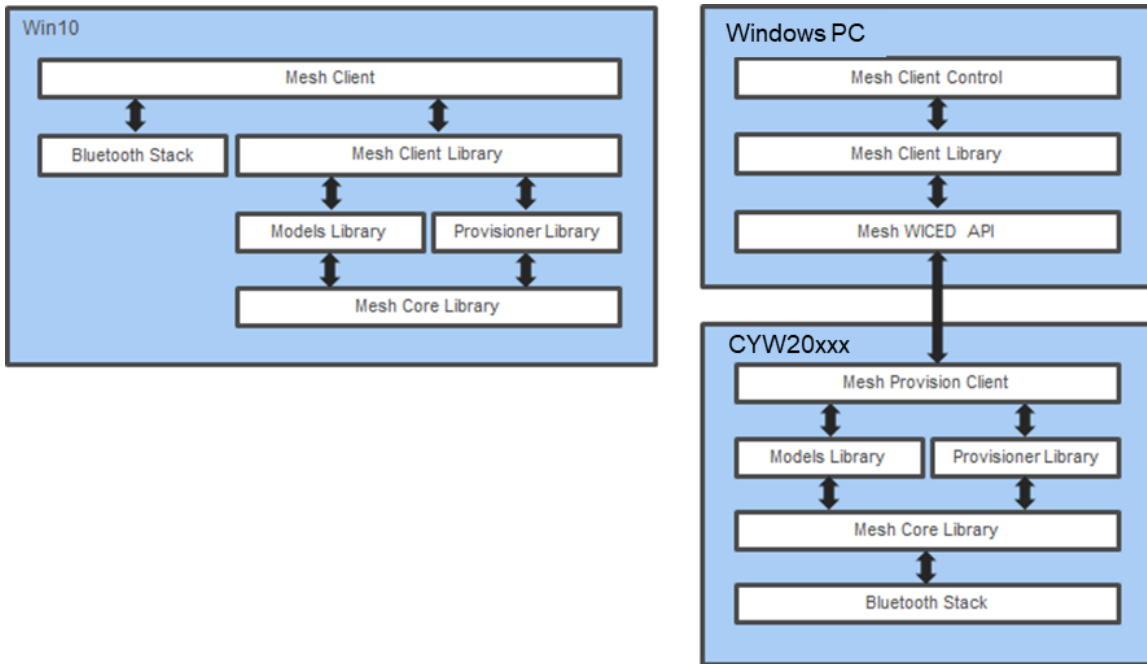 Win10
Mesh Client
Bluetooth Stack
Mesh Client Library
Models Library
Provisioner Library
Mesh Core Library
Windows PC
Mesh Client Control
Mesh Client Library
Mesh WICED API
CYW20xxx
Mesh Provision Client
Models Library
Provisioner Library
Mesh Core Library
Bluetooth Stack